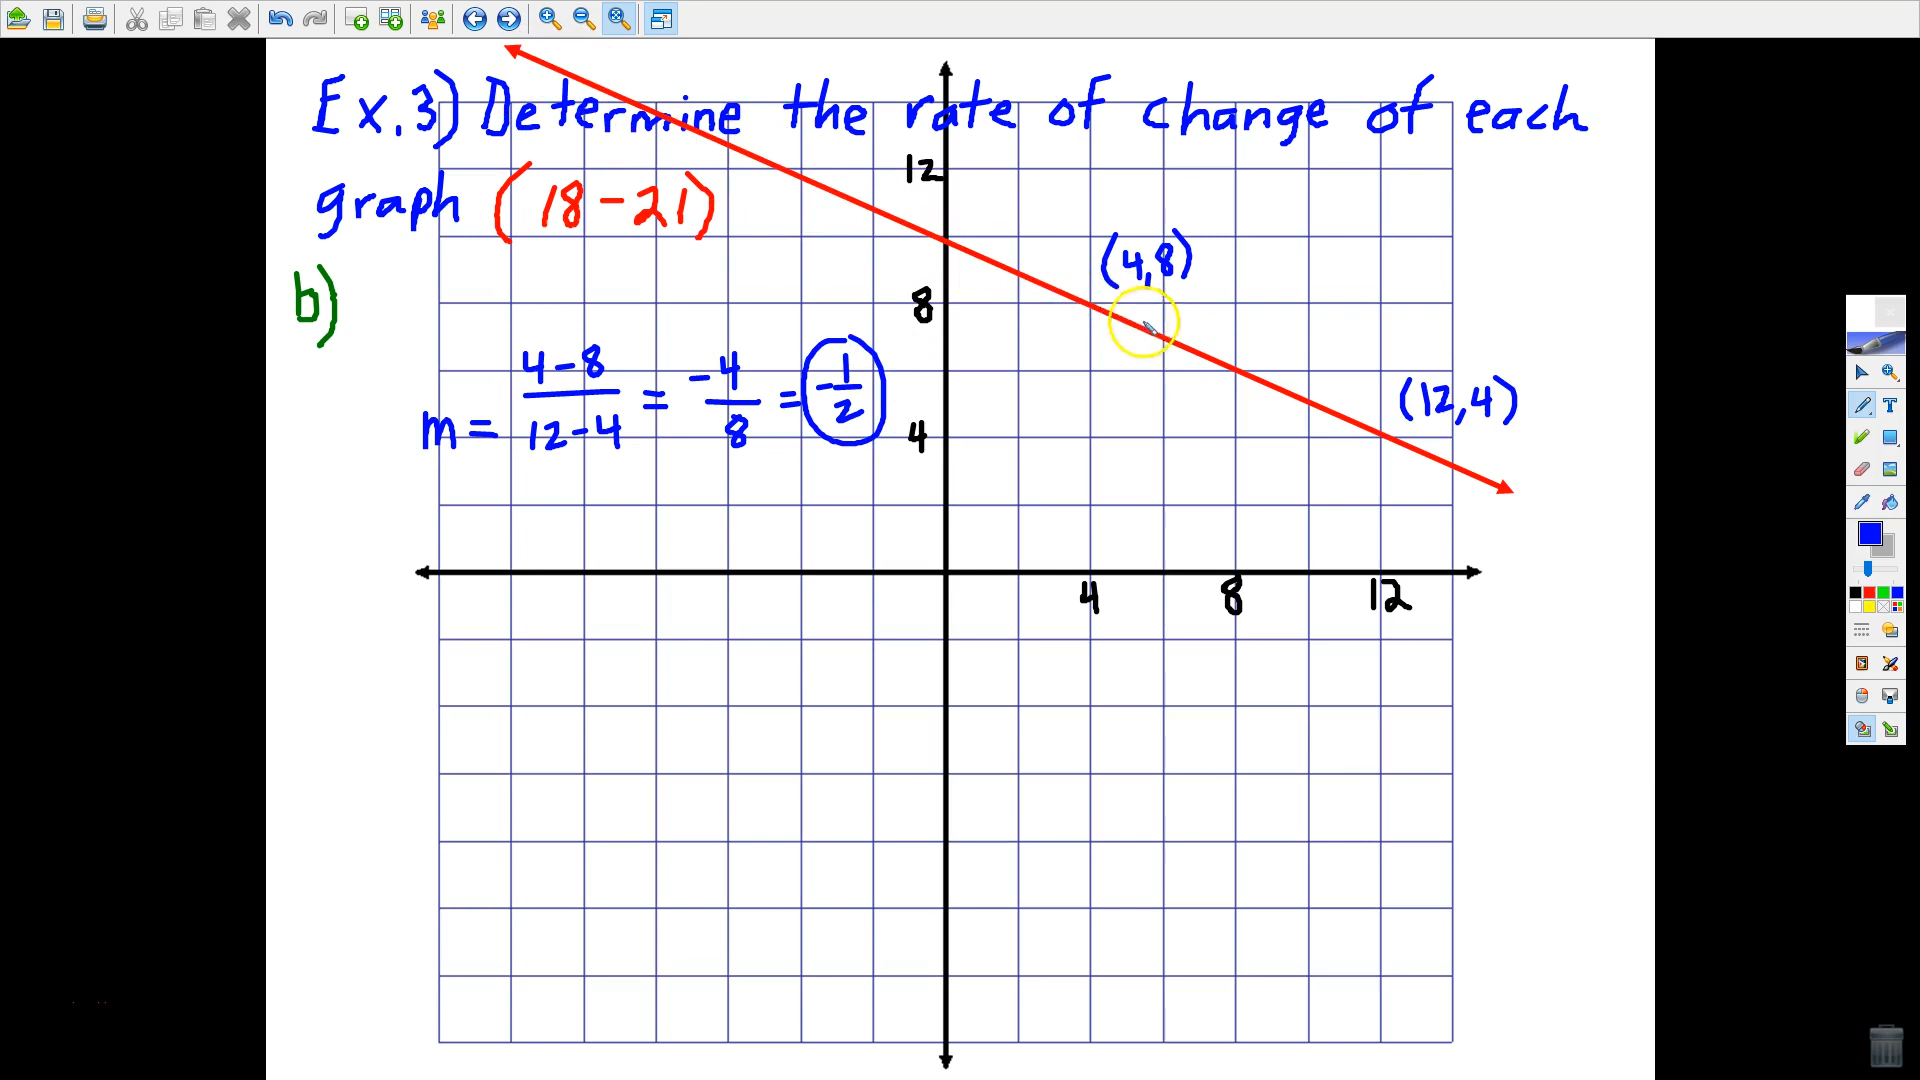 Ex. 3) Determine the rate of change of each
graph (18-21)
b)
m = 4-8 / 12-4 = -4 / 8 = -1/2
12
8
4
(4,8)
(12,4)
4 8 12
T